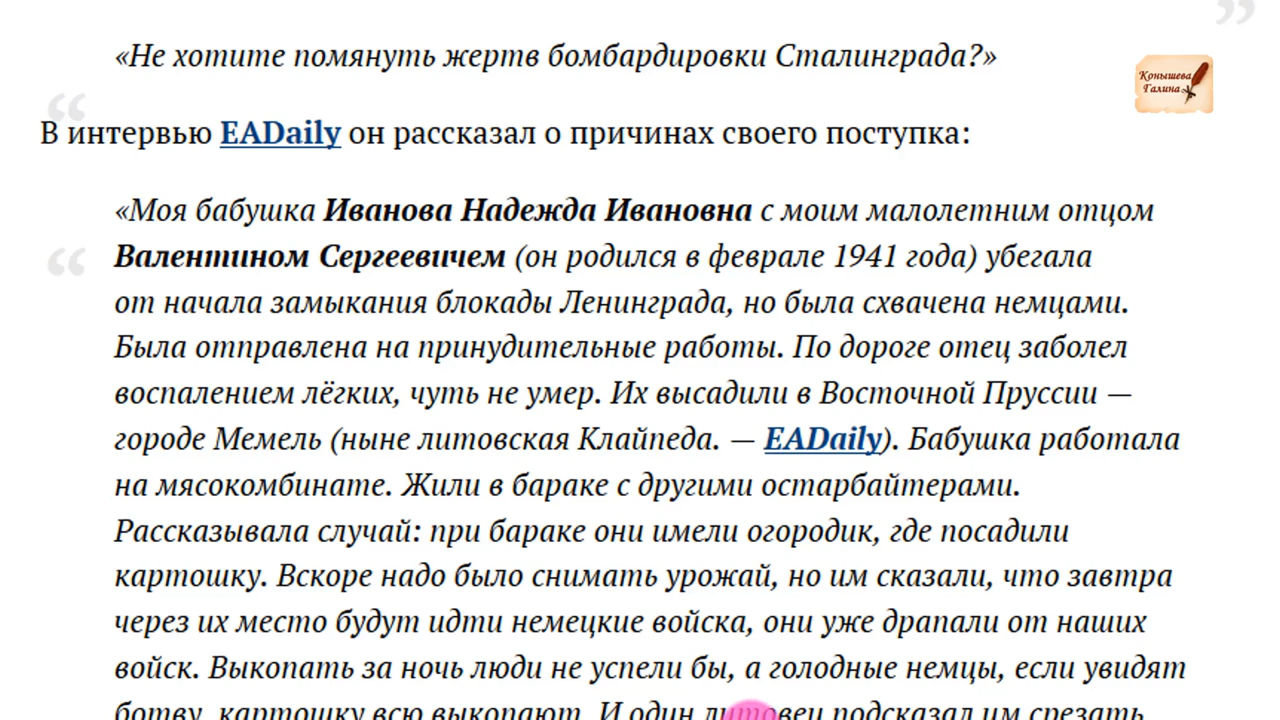 «Не хотите помянуть жертв бомбардировки Сталинграда?»
Конышева
Галина
В интервью EADaily он рассказал о причинах своего поступка:
«Моя бабушка Иванова Надежда Ивановна с моим малолетним отцом
Валентином Сергеевичем (он родился в феврале 1941 года) убегала
от начала замыкания блокады Ленинграда, но была схвачена немцами.
Была отправлена на принудительные работы. По дороге отец заболел
воспалением лёгких, чуть не умер. Их высадили в Восточной Пруссии —
городе Мемель (ныне литовская Клайпеда. — EADaily). Бабушка работала
на мясокомбинате. Жили в бараке с другими остарбайтерами.
Рассказывала случай: при бараке они имели огородик, где посадили
картошку. Вскоре надо было снимать урожай, но им сказали, что завтра
через их место будут идти немецкие войска, они уже драпали от наших
войск. Выкопать за ночь люди не успели бы, а голодные немцы, если увидят
ботву, картошку всю выкопают. И один литовец подсказал им срезать